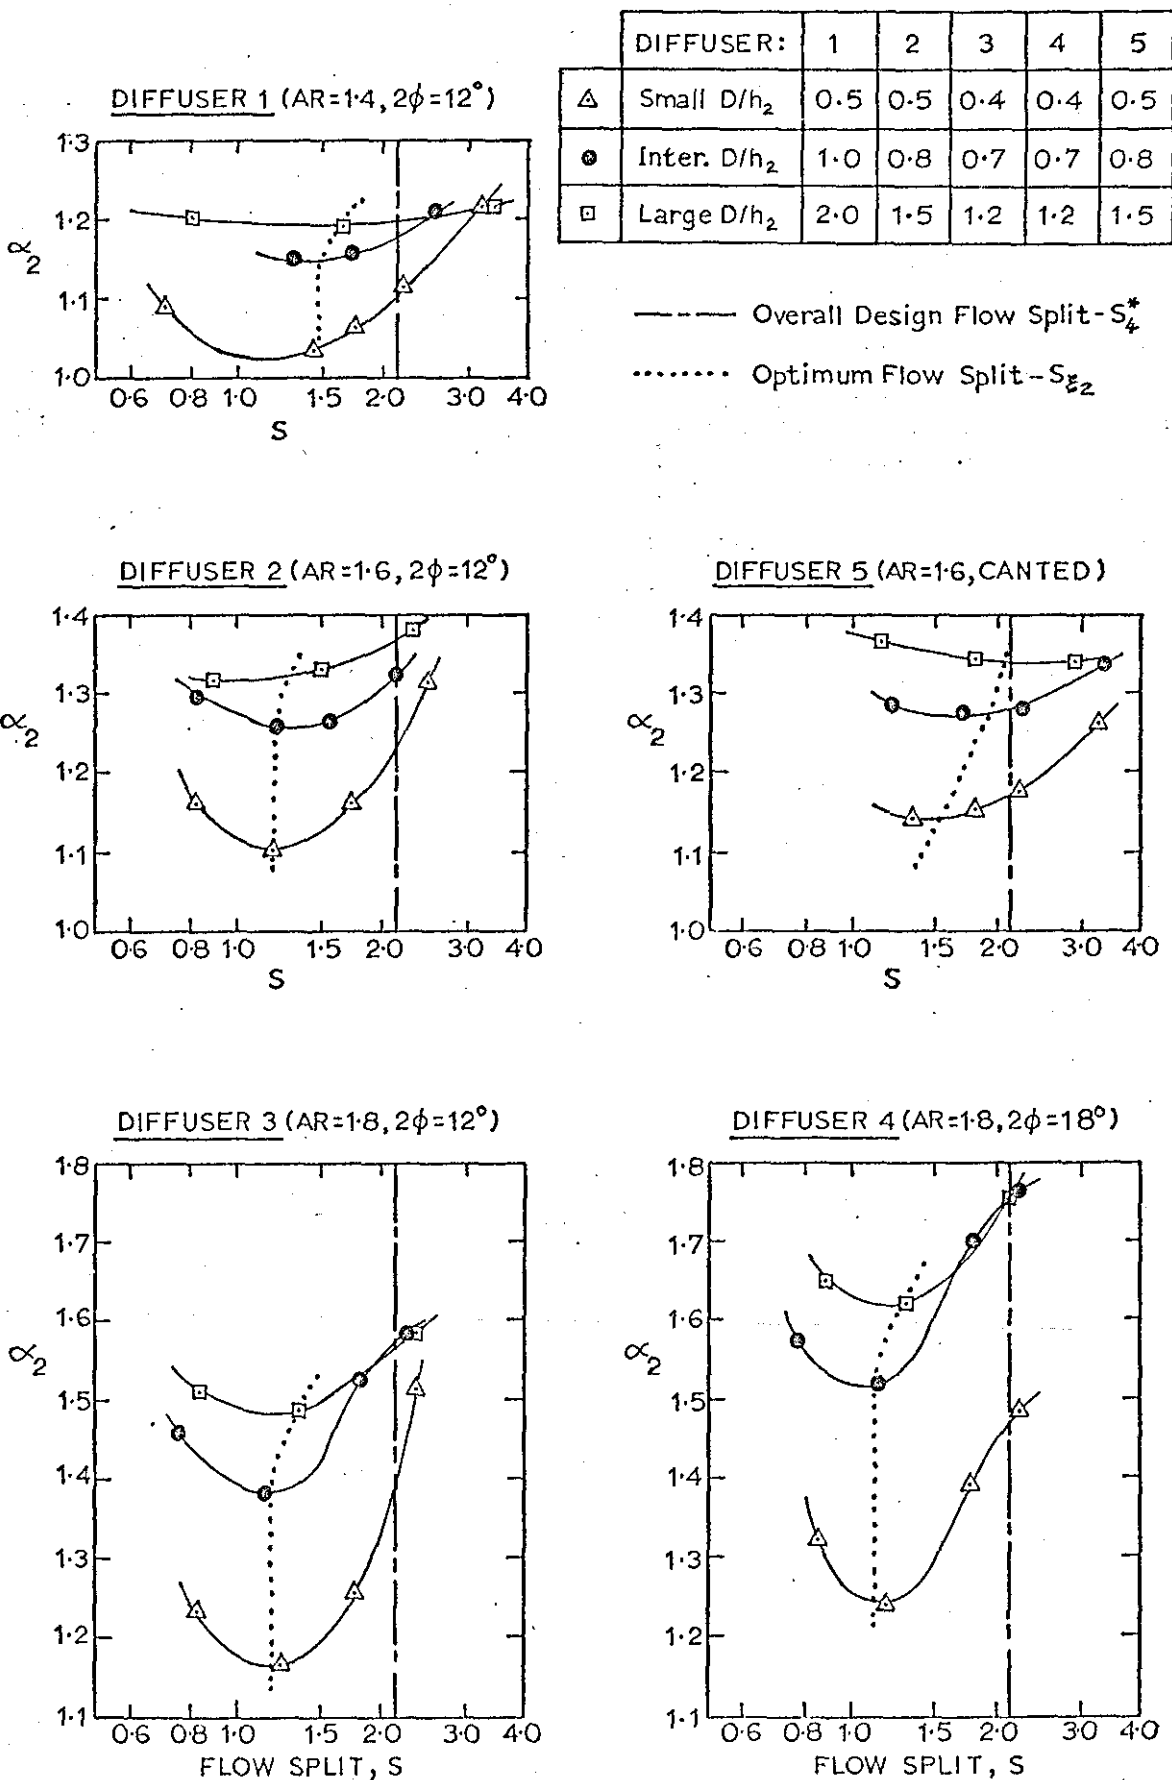 DIFFUSER: 1 2 3 4 5
Small D/h₂ 0·5 0·5 0·4 0·4 0·5
Inter. D/h₂ 1·0 0·8 0·7 0·7 0·8
Large D/h₂ 2·0 1·5 1·2 1·2 1·5
Overall Design Flow Split-S₄*
Optimum Flow Split-Sξ₂
DIFFUSER 1 (AR=1·4, 2ϕ=12°)
1·3
1·2
α₂
1·1
1·0
0·6 0·8 1·0 1·5 2·0 3·0 4·0
S
DIFFUSER 2 (AR=1·6, 2ϕ=12°)
1·4
1·3
α₂
1·2
1·1
1·0
0·6 0·8 1·0 1·5 2·0 3·0 4·0
S
DIFFUSER 5 (AR=1·6, CANTED)
1·4
1·3
α₂
1·2
1·1
1·0
0·6 0·8 1·0 1·5 2·0 3·0 4·0
S
DIFFUSER 3 (AR=1·8, 2ϕ=12°)
1·8
1·7
1·6
α₂
1·5
1·4
1·3
1·2
1·1
0·6 0·8 1·0 1·5 2·0 3·0 4·0
FLOW SPLIT, S
DIFFUSER 4 (AR=1·8, 2ϕ=18°)
1·8
1·7
1·6
α₂
1·5
1·4
1·3
1·2
1·1
0·6 0·8 1·0 1·5 2·0 3·0 4·0
FLOW SPLIT, S